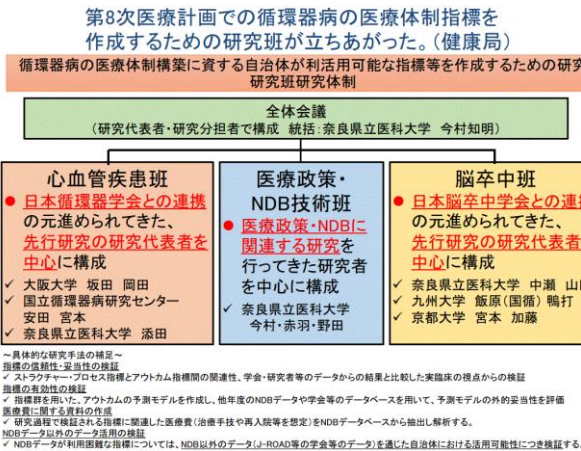 第8次医療計画での循環器病の医療体制指標を
作成するための研究班が立ちあがった。(健康局)
循環器病の医療体制構築に資する自治体が利活用可能な指標等を作成するための研究
研究班研究体制
全体会議
(研究代表者・研究分担者で構成 統括:奈良県立医科大学 今村知明)
心血管疾患班
● 日本循環器学会との連携
の元進められてきた、
先行研究の研究代表者を
中心に構成
✓ 大阪大学 坂田 岡田
✓ 国立循環器病研究センター
安田 宮本
✓ 奈良県立医科大学 添田
医療政策・
NDB技術班
● 医療政策・NDBに
関連する研究を
行ってきた研究者
を中心に構成
✓ 奈良県立医科大学
今村・赤羽・野田
脳卒中班
● 日本脳卒中学会との連携
の元進められてきた、
先行研究の研究代表者
中心に構成
✓ 奈良県立医科大学 中瀬 山
✓ 九州大学 飯原(国循) 鴨打
✓ 京都大学 宮本 加藤
~具体的な研究手法の補足~
指標の信頼性・妥当性の検証
✓ ストラクチャー・プロセス指標とアウトカム指標間の関連性、学会・研究者等のデータからの結果と比較した実臨床の視点からの検証
指標の有効性の検証
✓ 指標群を用いた、アウトカムの予測モデルを作成し、他年度のNDBデータや学会等のデータベースを用いて、予測モデルの外的妥当性を評価
医療費に関する資料の作成
✓ 研究過程で検証される指標に関連した医療費(治療手技や再入院等を想定)をNDBデータベースから抽出し解析する。
NDBデータ以外のデータ活用の検証
✓ NDBデータが利用困難な指標については、NDB以外のデータ(J-ROAD等の学会等のデータ)を通じた自治体における活用可能性につき検証する。